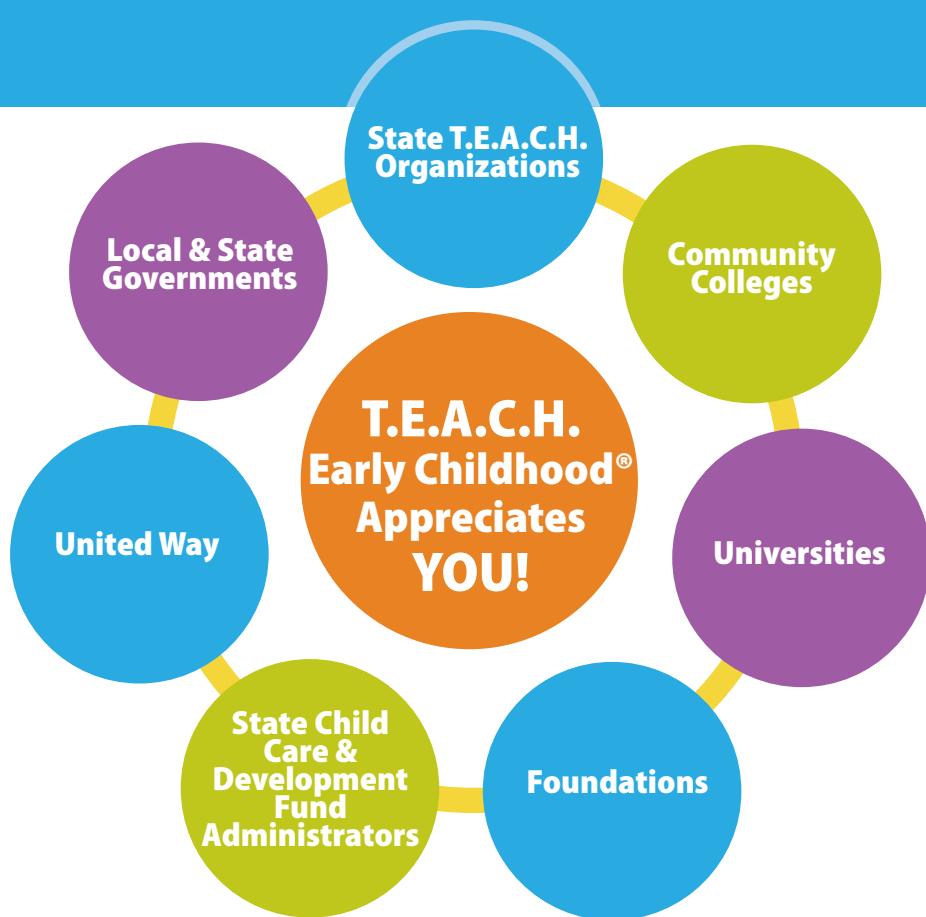 State T.E.A.C.H.
Organizations
Local & State
Governments
Community
Colleges
T.E.A.C.H.
Early Childhood®
Appreciates
YOU!
United Way
Universities
State Child
Care &
Development
Fund
Administrators
Foundations